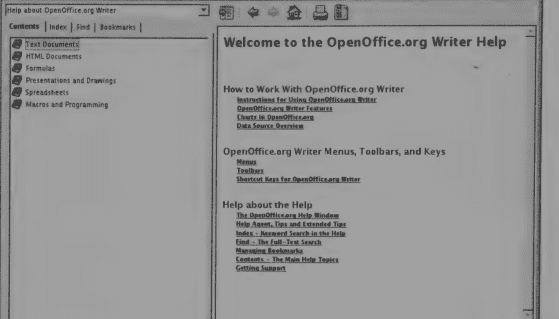 Help about OpenOffice.org Writer
Contents Index Find Bookmarks
Text Documents
HTML Documents
Formulas
Presentations and Drawings
Spreadsheets
Macros and Programming
Welcome to the OpenOffice.org Writer Help
How to Work With OpenOffice.org Writer
Instructions for Using OpenOffice.org Writer
OpenOffice.org Writer Features
Charts in OpenOffice.org
Data Source Overview
OpenOffice.org Writer Menus, Toolbars, and Keys
Menus
Toolbars
Shortcut Keys for OpenOffice.org Writer
Help about the Help
The OpenOffice.org Help Window
Help Agent, Tips and Extended Tips
Index - Keyword Search in the Help
Find - The Full-Text Search
Managing Bookmarks
Contents - The Main Help Topics
Getting Support